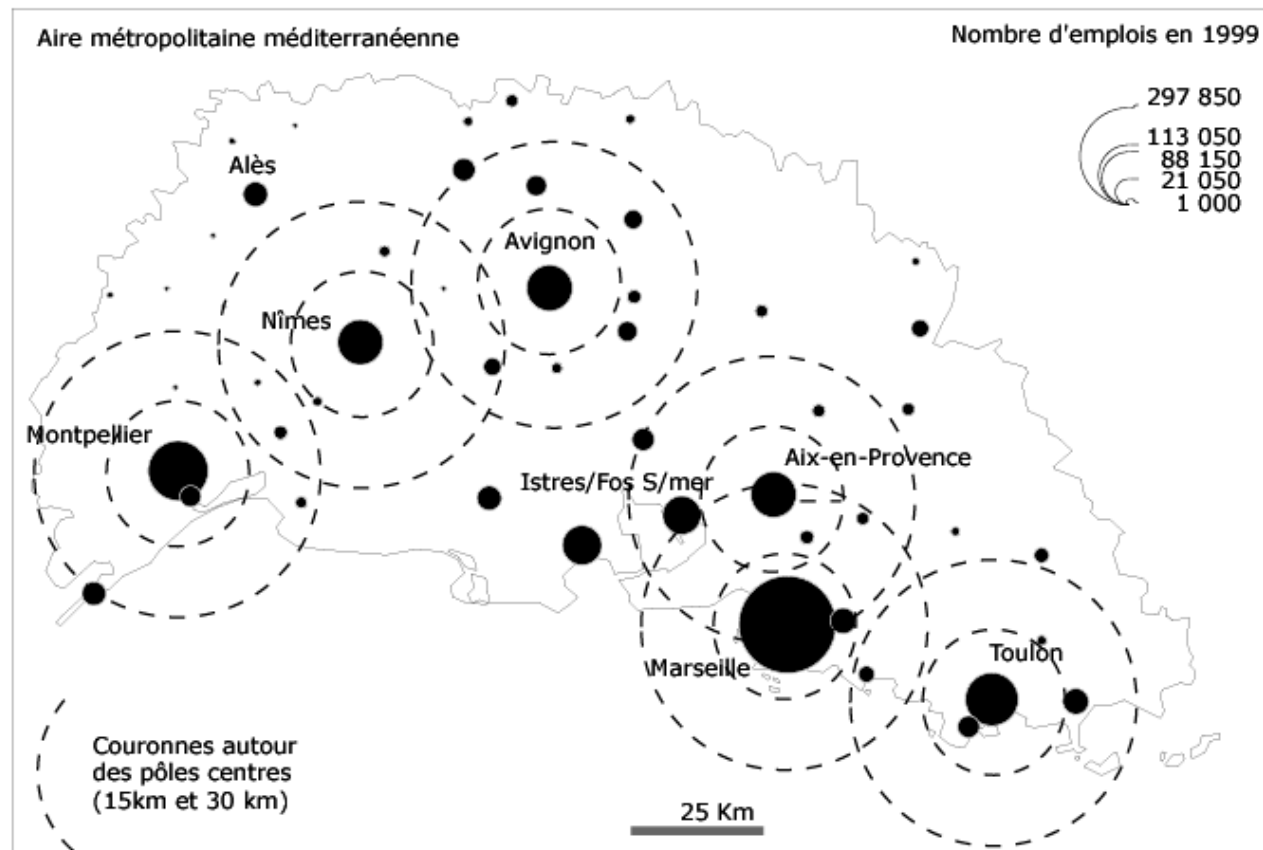 Aire métropolitaine méditerranéenne
Nombre d'emplois en 1999
297 850
113 050
88 150
21 050
1 000
Alès
Avignon
Nîmes
Montpellier
Aix-en-Provence
Istres/Fos S/mer
Marseille
Toulon
Couronnes autour
des pôles centres
(15km et 30 km)
25 Km